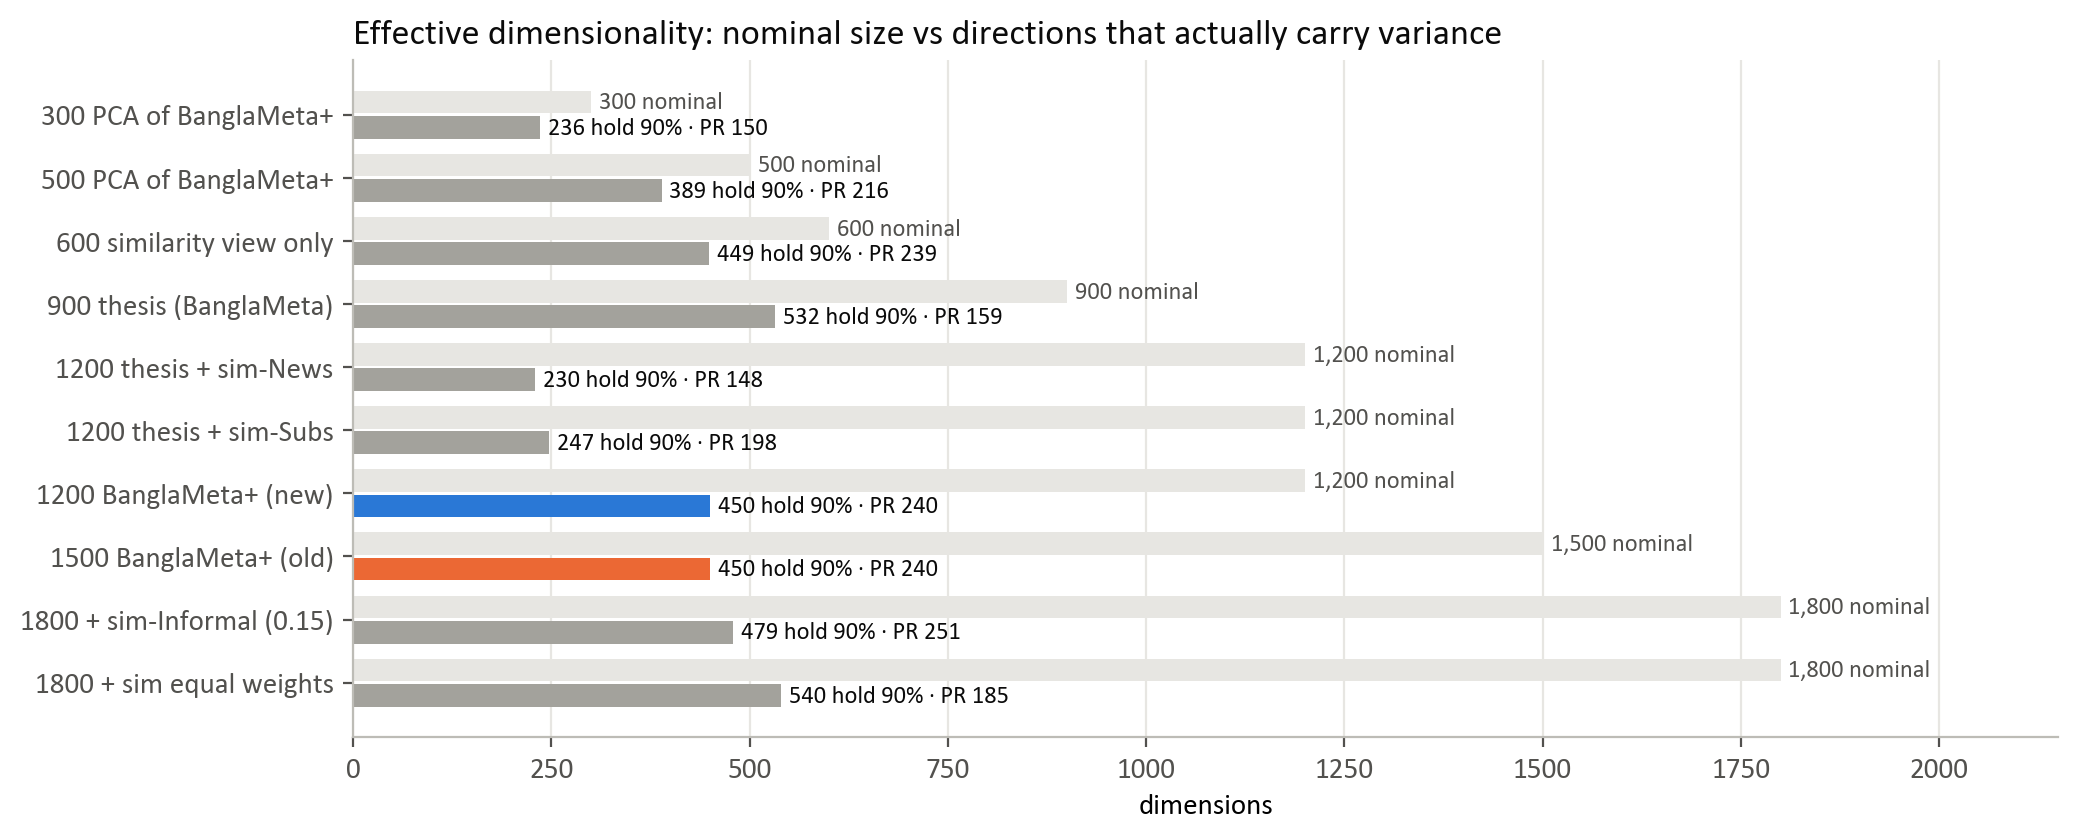 Effective dimensionality: nominal size vs directions that actually carry variance
300 PCA of BanglaMeta+
300 nominal
236 hold 90% · PR 150
500 PCA of BanglaMeta+
500 nominal
389 hold 90% · PR 216
600 similarity view only
600 nominal
449 hold 90% · PR 239
900 thesis (BanglaMeta)
900 nominal
532 hold 90% · PR 159
1200 thesis + sim-News
1,200 nominal
230 hold 90% · PR 148
1200 thesis + sim-Subs
1,200 nominal
247 hold 90% · PR 198
1200 BanglaMeta+ (new)
1,200 nominal
450 hold 90% · PR 240
1500 BanglaMeta+ (old)
1,500 nominal
450 hold 90% · PR 240
1800 + sim-Informal (0.15)
1,800 nominal
479 hold 90% · PR 251
1800 + sim equal weights
1,800 nominal
540 hold 90% · PR 185
0 250 500 750 1000 1250 1500 1750 2000
dimensions